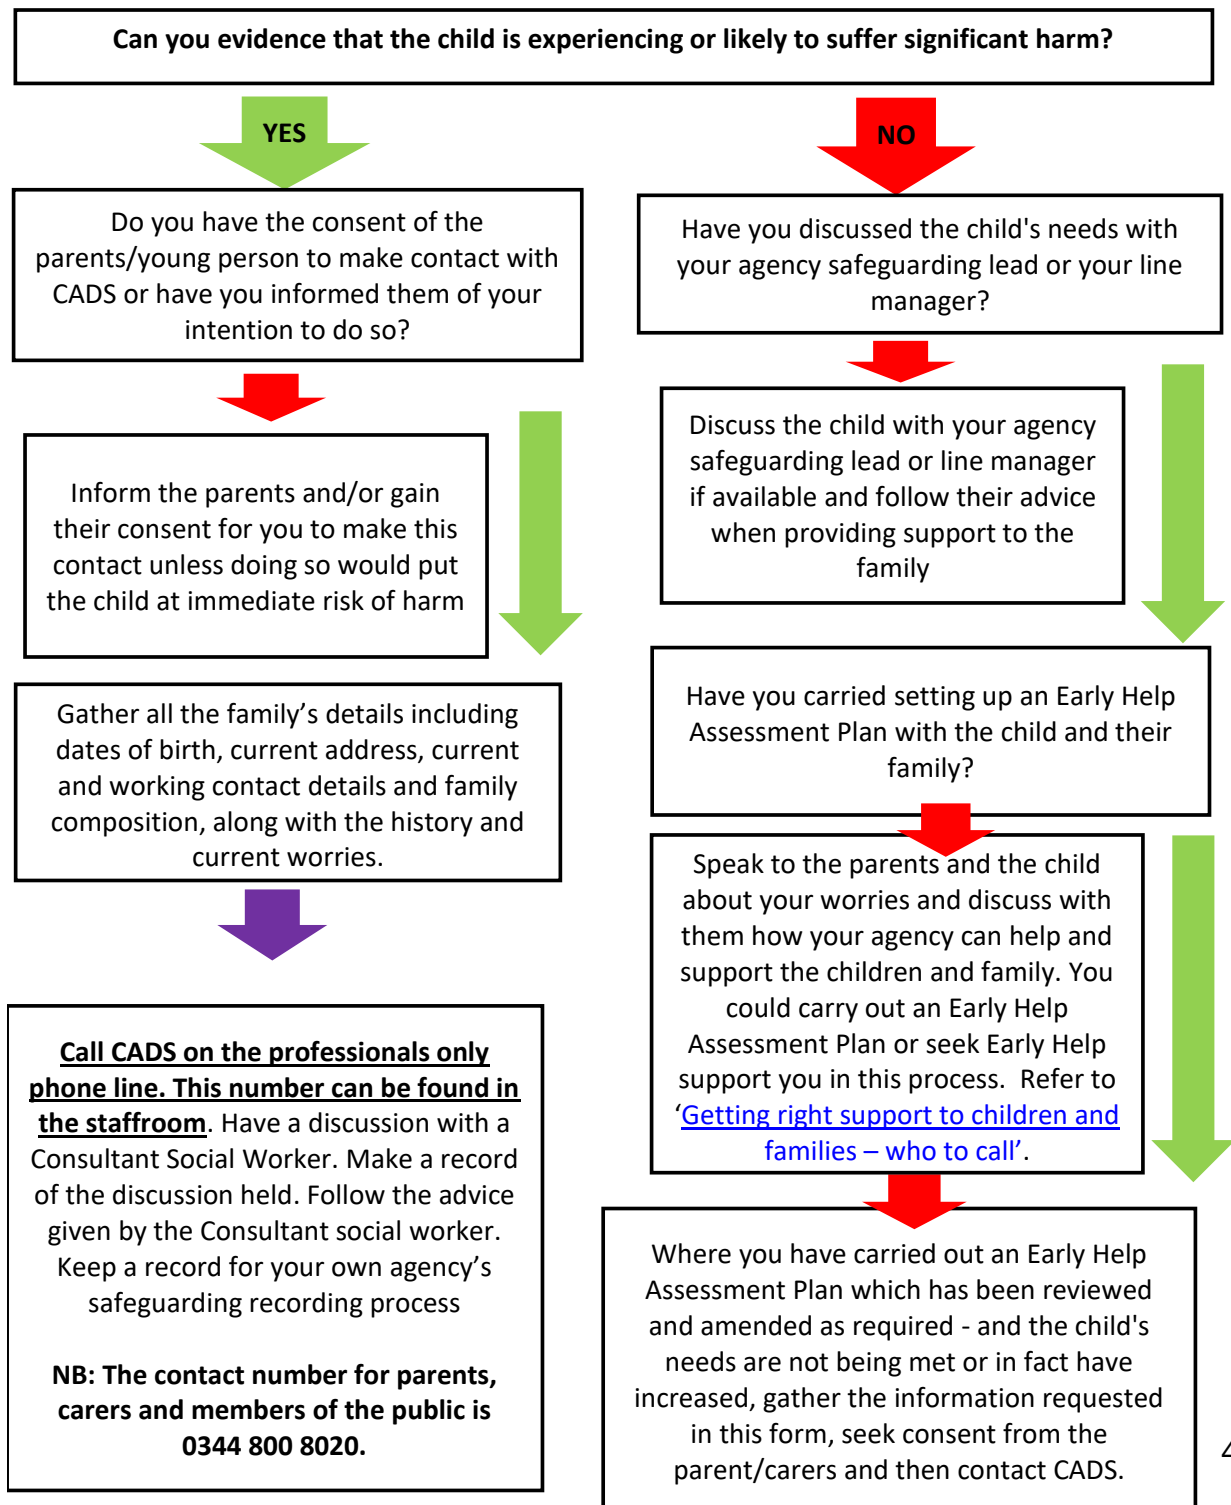 Can you evidence that the child is experiencing or likely to suffer significant harm?
YES
NO
Do you have the consent of the
parents/young person to make contact with
CADS or have you informed them of your
intention to do so?
Inform the parents and/or gain
their consent for you to make this
contact unless doing so would put
the child at immediate risk of harm
Gather all the family’s details including
dates of birth, current address, current
and working contact details and family
composition, along with the history and
current worries.
Call CADS on the professionals only
phone line. This number can be found in
the staffroom. Have a discussion with a
Consultant Social Worker. Make a record
of the discussion held. Follow the advice
given by the Consultant social worker.
Keep a record for your own agency’s
safeguarding recording process
NB: The contact number for parents,
carers and members of the public is
0344 800 8020.
Have you discussed the child's needs with
your agency safeguarding lead or your line
manager?
Discuss the child with your agency
safeguarding lead or line manager
if available and follow their advice
when providing support to the
family
Have you carried setting up an Early Help
Assessment Plan with the child and their
family?
Speak to the parents and the child
about your worries and discuss with
them how your agency can help and
support the children and family. You
could carry out an Early Help
Assessment Plan or seek Early Help
support you in this process.  Refer to
‘Getting right support to children and
families – who to call’.
Where you have carried out an Early Help
Assessment Plan which has been reviewed
and amended as required - and the child's
needs are not being met or in fact have
increased, gather the information requested
in this form, seek consent from the
parent/carers and then contact CADS.
4